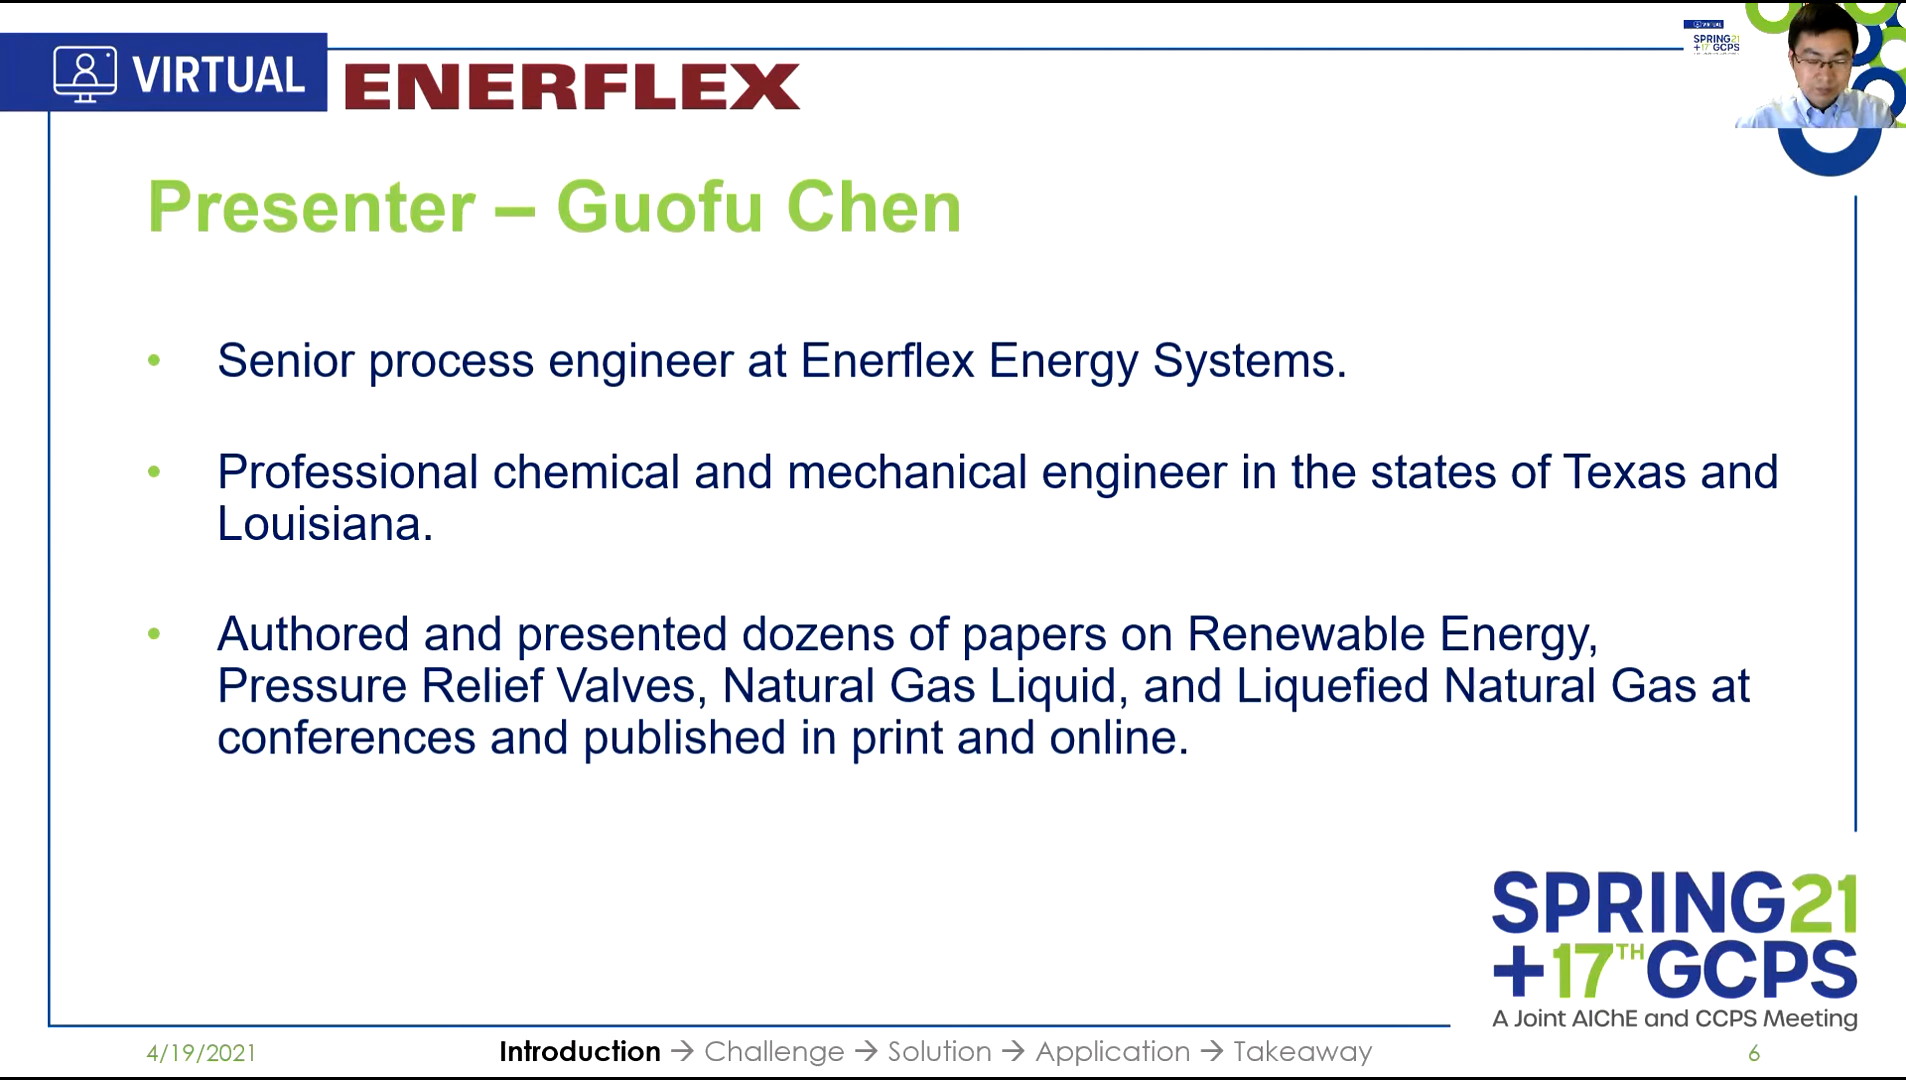 VIRTUAL
ENERFLEX
SPRING21
+17 GCPS
Presenter – Guofu Chen
• Senior process engineer at Enerflex Energy Systems.
• Professional chemical and mechanical engineer in the states of Texas and
Louisiana.
• Authored and presented dozens of papers on Renewable Energy,
Pressure Relief Valves, Natural Gas Liquid, and Liquefied Natural Gas at
conferences and published in print and online.
SPRING21
+17TH GCPS
A Joint AIChE and CCPS Meeting
4/19/2021
Introduction → Challenge → Solution → Application → Takeaway
6